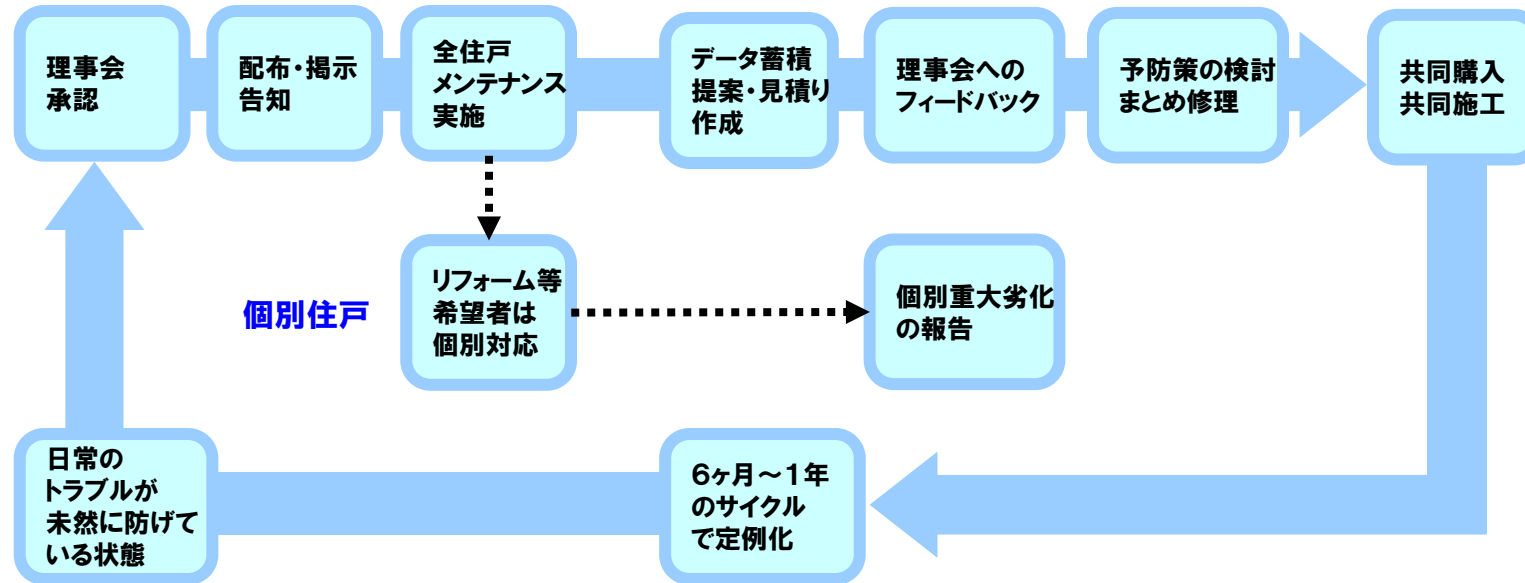 理事会
承認
配布・掲示
告知
全住戸
メンテナンス
実施
データ蓄積
提案・見積り
作成
理事会への
フィードバック
予防策の検討
まとめ修理
共同購入
共同施工
個別住戸
リフォーム等
希望者は
個別対応
個別重大劣化
の報告
日常の
トラブルが
未然に防げて
いる状態
6ヶ月～1年
のサイクル
で定例化